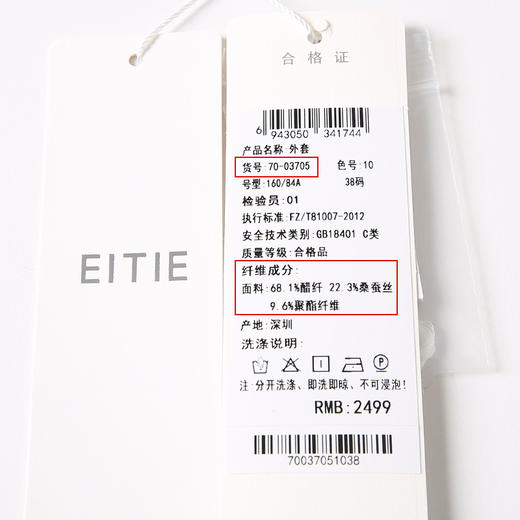 EITIE
合格证
6 943050 341744
产品名称:外套
货号:70-03705 色号:10
号型:160/84A 38码
检验员:01
执行标准:FZ/T81007-2012
安全技术类别:GB18401 C类
质量等级:合格品
纤维成分:
面料:68.1%醋纤 22.3%桑蚕丝
9.6%聚酯纤维
产地:深圳
洗涤说明:
P
注:分开洗涤、即洗即晾、不可浸泡!
RMB:2499
70037051038